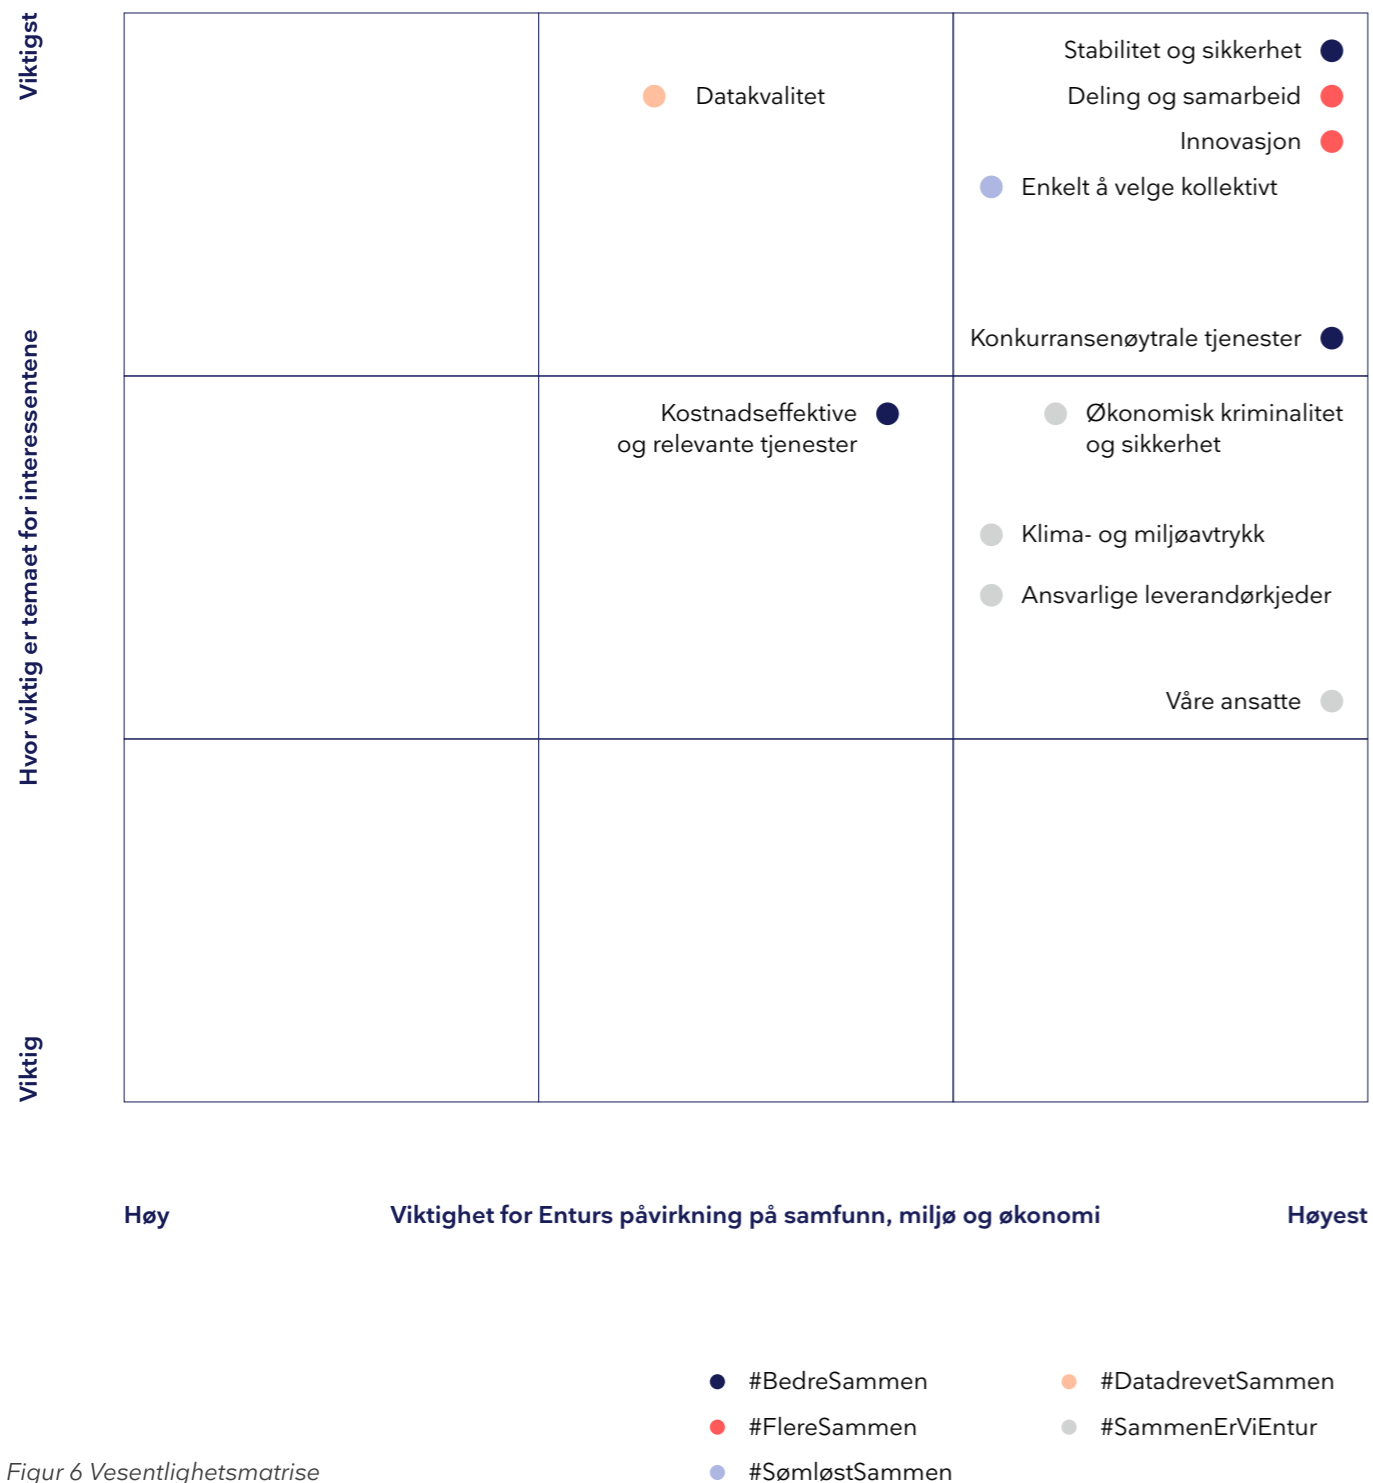 Viktigst
Hvor viktig er temaet for interessentene
Viktig
Stabilitet og sikkerhet
Datakvalitet
Deling og samarbeid
Innovasjon
Enkelt å velge kollektivt
Konkurransenøytrale tjenester
Kostnadseffektive
og relevante tjenester
Økonomisk kriminalitet
og sikkerhet
Klima- og miljøavtrykk
Ansvarlige leverandørkjeder
Våre ansatte
Høy
Viktighet for Enturs påvirkning på samfunn, miljø og økonomi
Høyest
#BedreSammen
#FlereSammen
#SømløstSammen
#DatadrevetSammen
#SammenErViEntur
Figur 6 Vesentlighetsmatrise